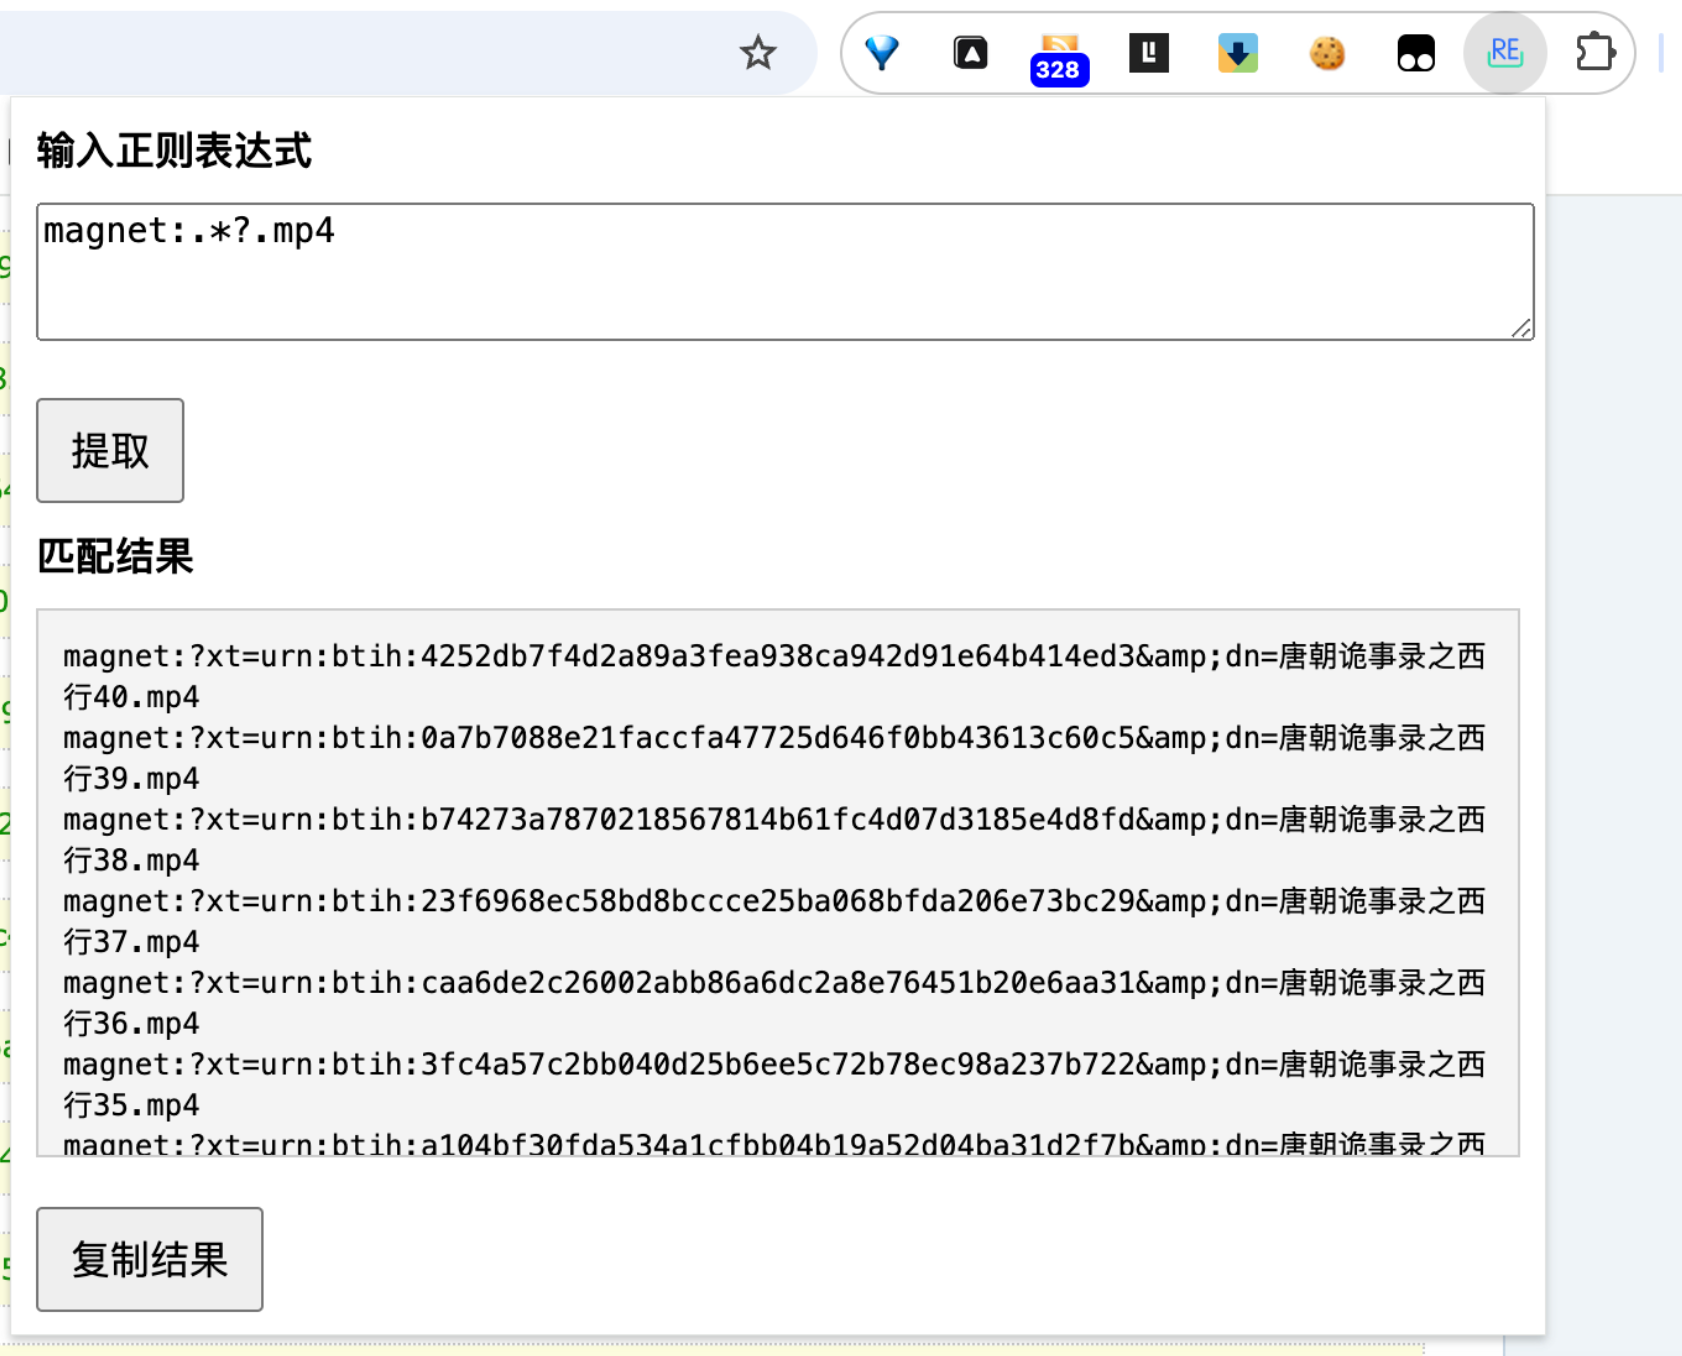 328
RE
输入正则表达式
magnet:.*?.mp4
提取
匹配结果
magnet:?xt=urn:btih:4252db7f4d2a89a3fea938ca942d91e64b414ed3&amp;dn=唐朝诡事录之西
行40.mp4
magnet:?xt=urn:btih:0a7b7088e21faccfa47725d646f0bb43613c60c5&amp;dn=唐朝诡事录之西
行39.mp4
magnet:?xt=urn:btih:b74273a7870218567814b61fc4d07d3185e4d8fd&amp;dn=唐朝诡事录之西
行38.mp4
magnet:?xt=urn:btih:23f6968ec58bd8bccce25ba068bfda206e73bc29&amp;dn=唐朝诡事录之西
行37.mp4
magnet:?xt=urn:btih:caa6de2c26002abb86a6dc2a8e76451b20e6aa31&amp;dn=唐朝诡事录之西
行36.mp4
magnet:?xt=urn:btih:3fc4a57c2bb040d25b6ee5c72b78ec98a237b722&amp;dn=唐朝诡事录之西
行35.mp4
magnet:?xt=urn:btih:a104bf30fda534a1cfbb04b19a52d04ba31d2f7b&amp;dn=唐朝诡事录之西
复制结果